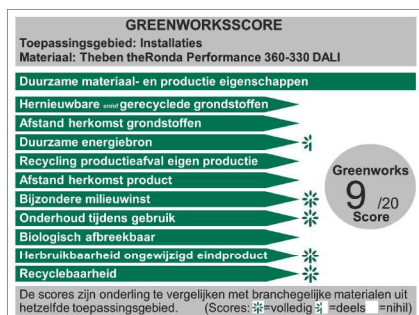 GREENWORKSSCORE
Toepassingsgebied: Installaties
Materiaal: Theben theRonda Performance 360-330 DALI
Duurzame materiaal- en productie eigenschappen
Hernieuwbare en/of gerecyclede grondstoffen
Afstand herkomst grondstoffen
Duurzame energiebron
Recycling productieafval eigen productie
Afstand herkomst product
Bijzondere milieuwinst
Onderhoud tijdens gebruik
Biologisch afbreekbaar
Herbruikbaarheid ongewijzigd eindproduct
Recyclebaarheid
Greenworks
9 /20
Score
De scores zijn onderling te vergelijken met branchegelijke materialen uit
hetzelfde toepassingsgebied. (Scores: =volledig =deels =nihil)